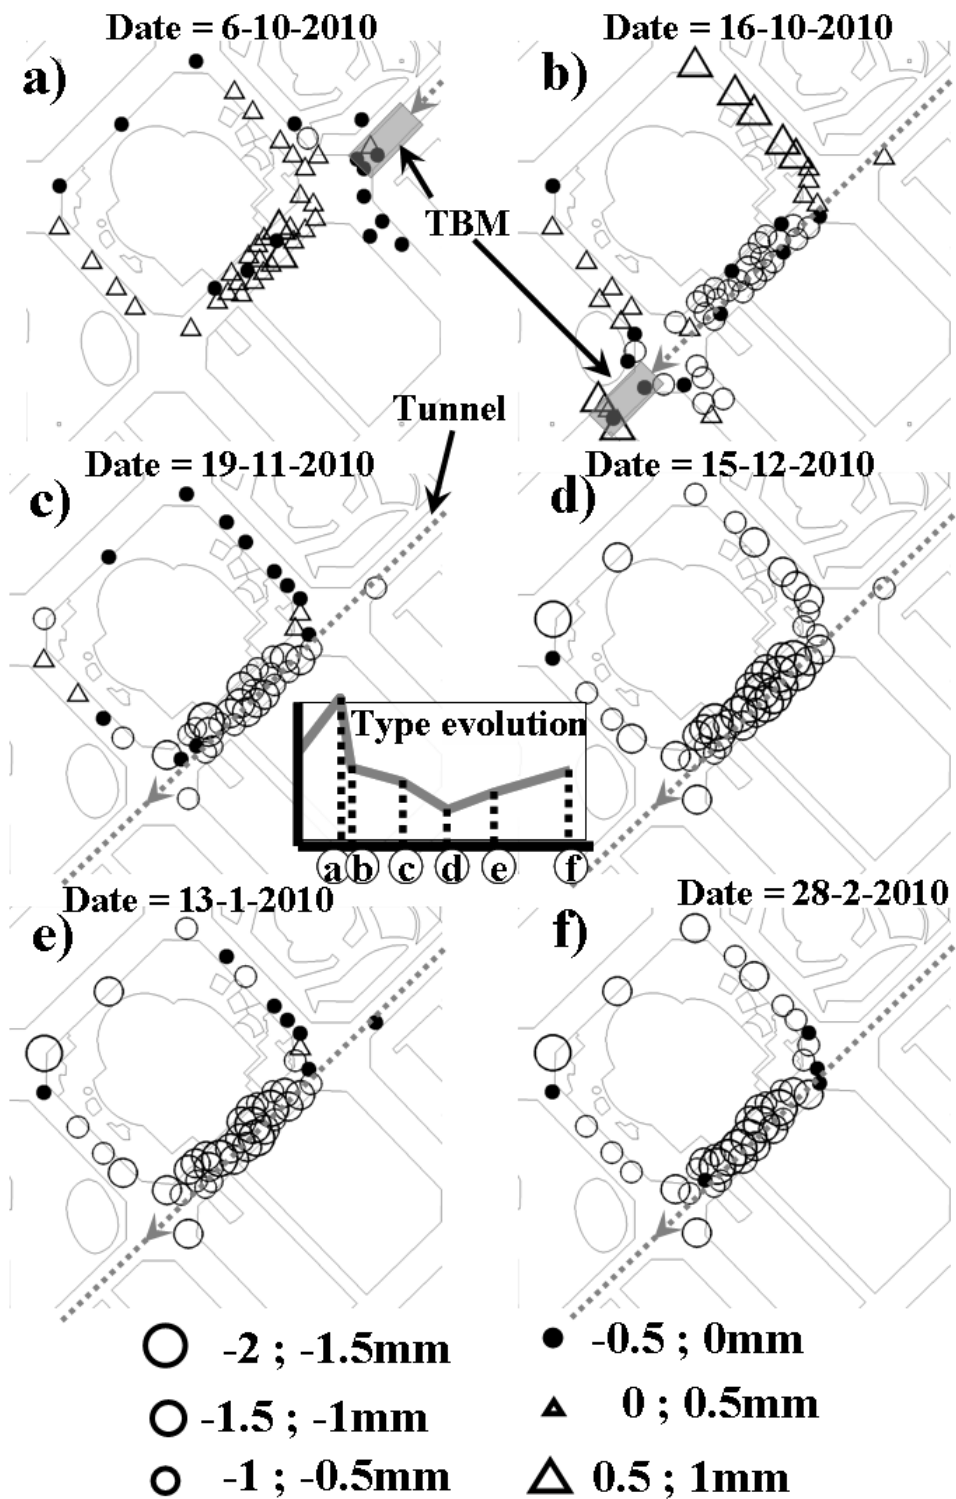 Date = 6-10-2010
Date = 16-10-2010
a)
b)
TBM
Tunnel
Date = 19-11-2010
Date = 15-12-2010
c)
d)
Type evolution
a b c d e f
Date = 13-1-2010
Date = 28-2-2010
e)
f)
-2 ; -1.5mm
-0.5 ; 0mm
-1.5 ; -1mm
0 ; 0.5mm
-1 ; -0.5mm
0.5 ; 1mm